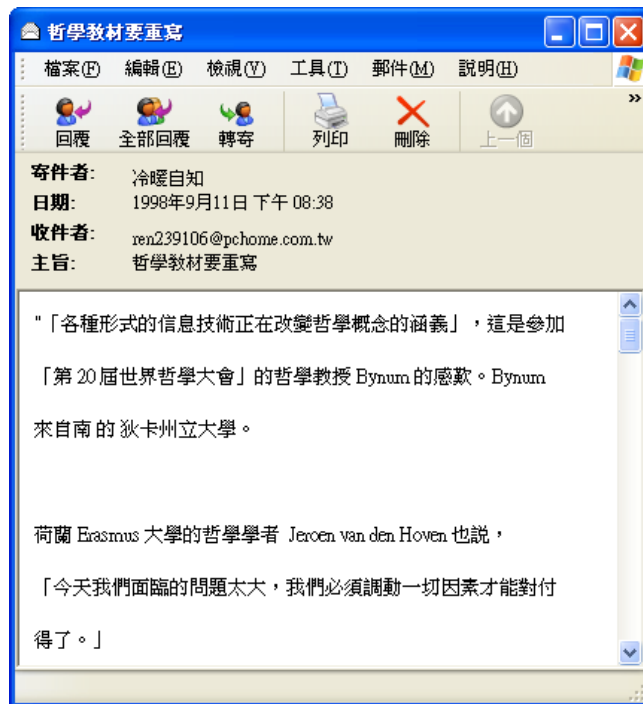 哲學教材要重寫
檔案(F) 編輯(E) 檢視(V) 工具(T) 郵件(M) 說明(H)
回覆 全部回覆 轉寄 列印 刪除 上一個
寄件者: 冷暖自知
日期: 1998年9月11日 下午 08:38
收件者: ren239106@pchome.com.tw
主旨: 哲學教材要重寫
"「各種形式的信息技術正在改變哲學概念的涵義」，這是參加
「第 20 屆世界哲學大會」的哲學教授 Bynum 的感歎。Bynum
來自南 的 狄卡州立大學。
荷蘭 Erasmus 大學的哲學學者 Jeroen van den Hoven 也說，
「今天我們面臨的問題太大，我們必須調動一切因素才能對付
得了。」